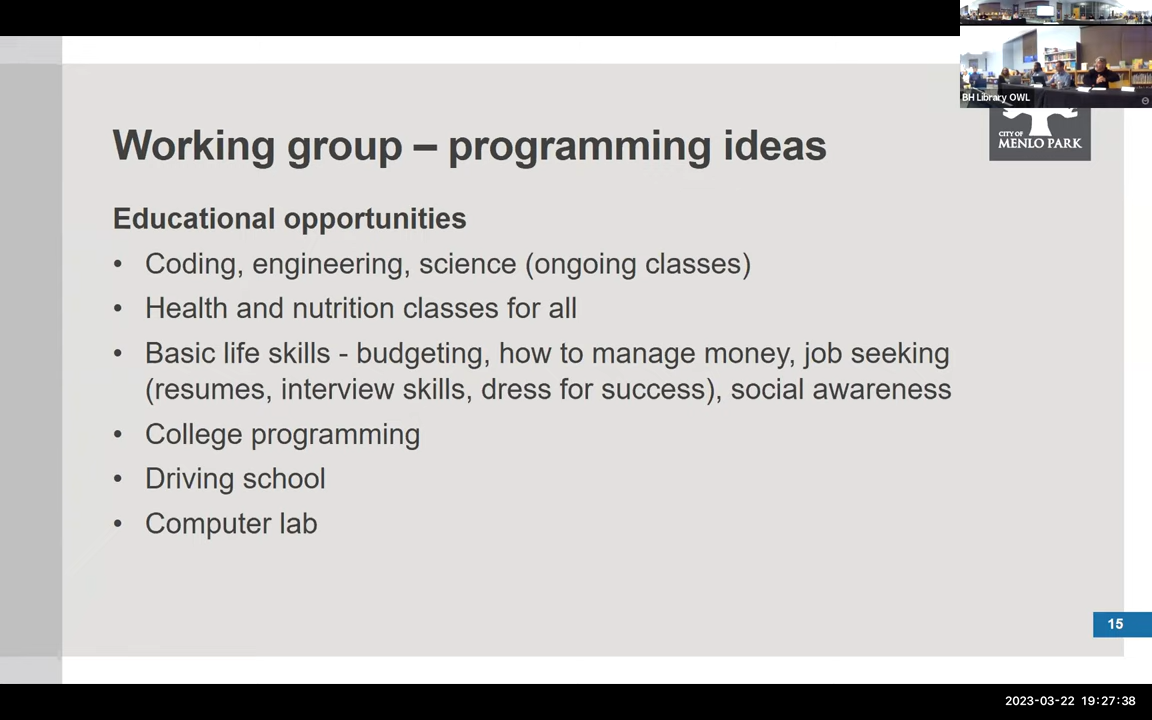 BH Library OWL
CITY OF
MENLO PARK
Working group – programming ideas
Educational opportunities
• Coding, engineering, science (ongoing classes)
• Health and nutrition classes for all
• Basic life skills - budgeting, how to manage money, job seeking
(resumes, interview skills, dress for success), social awareness
• College programming
• Driving school
• Computer lab
15
2023-03-22 19:27:38